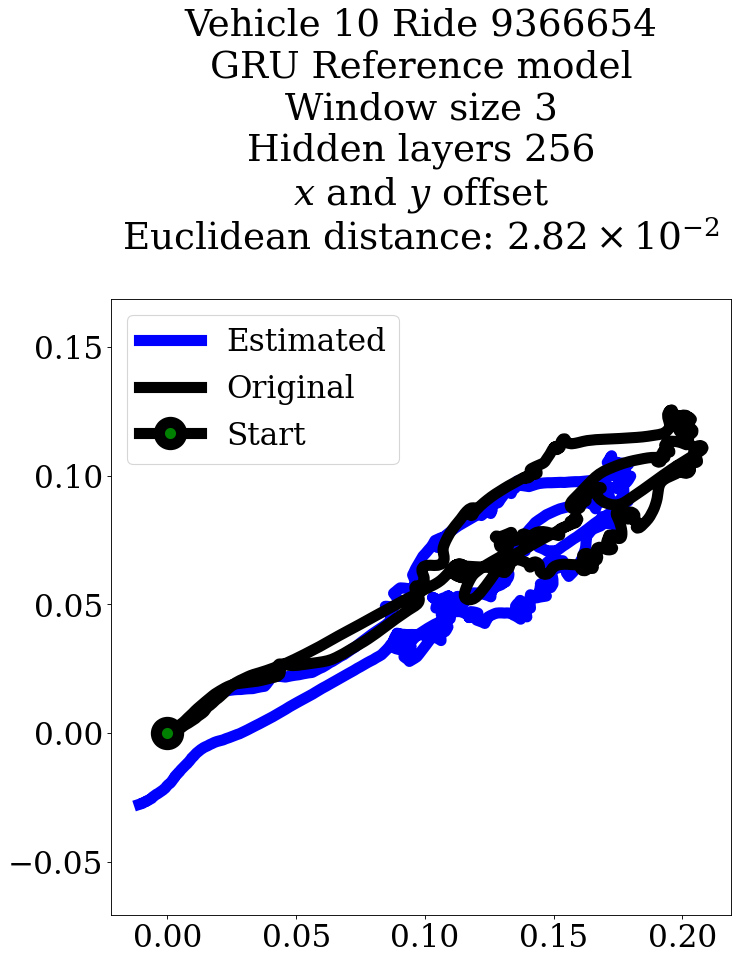 Vehicle 10 Ride 9366654
GRU Reference model
Window size 3
Hidden layers 256
x and y offset
Euclidean distance: 2.82 × 10⁻²
Estimated
Original
Start
0.15
0.10
0.05
0.00
−0.05
0.00 0.05 0.10 0.15 0.20